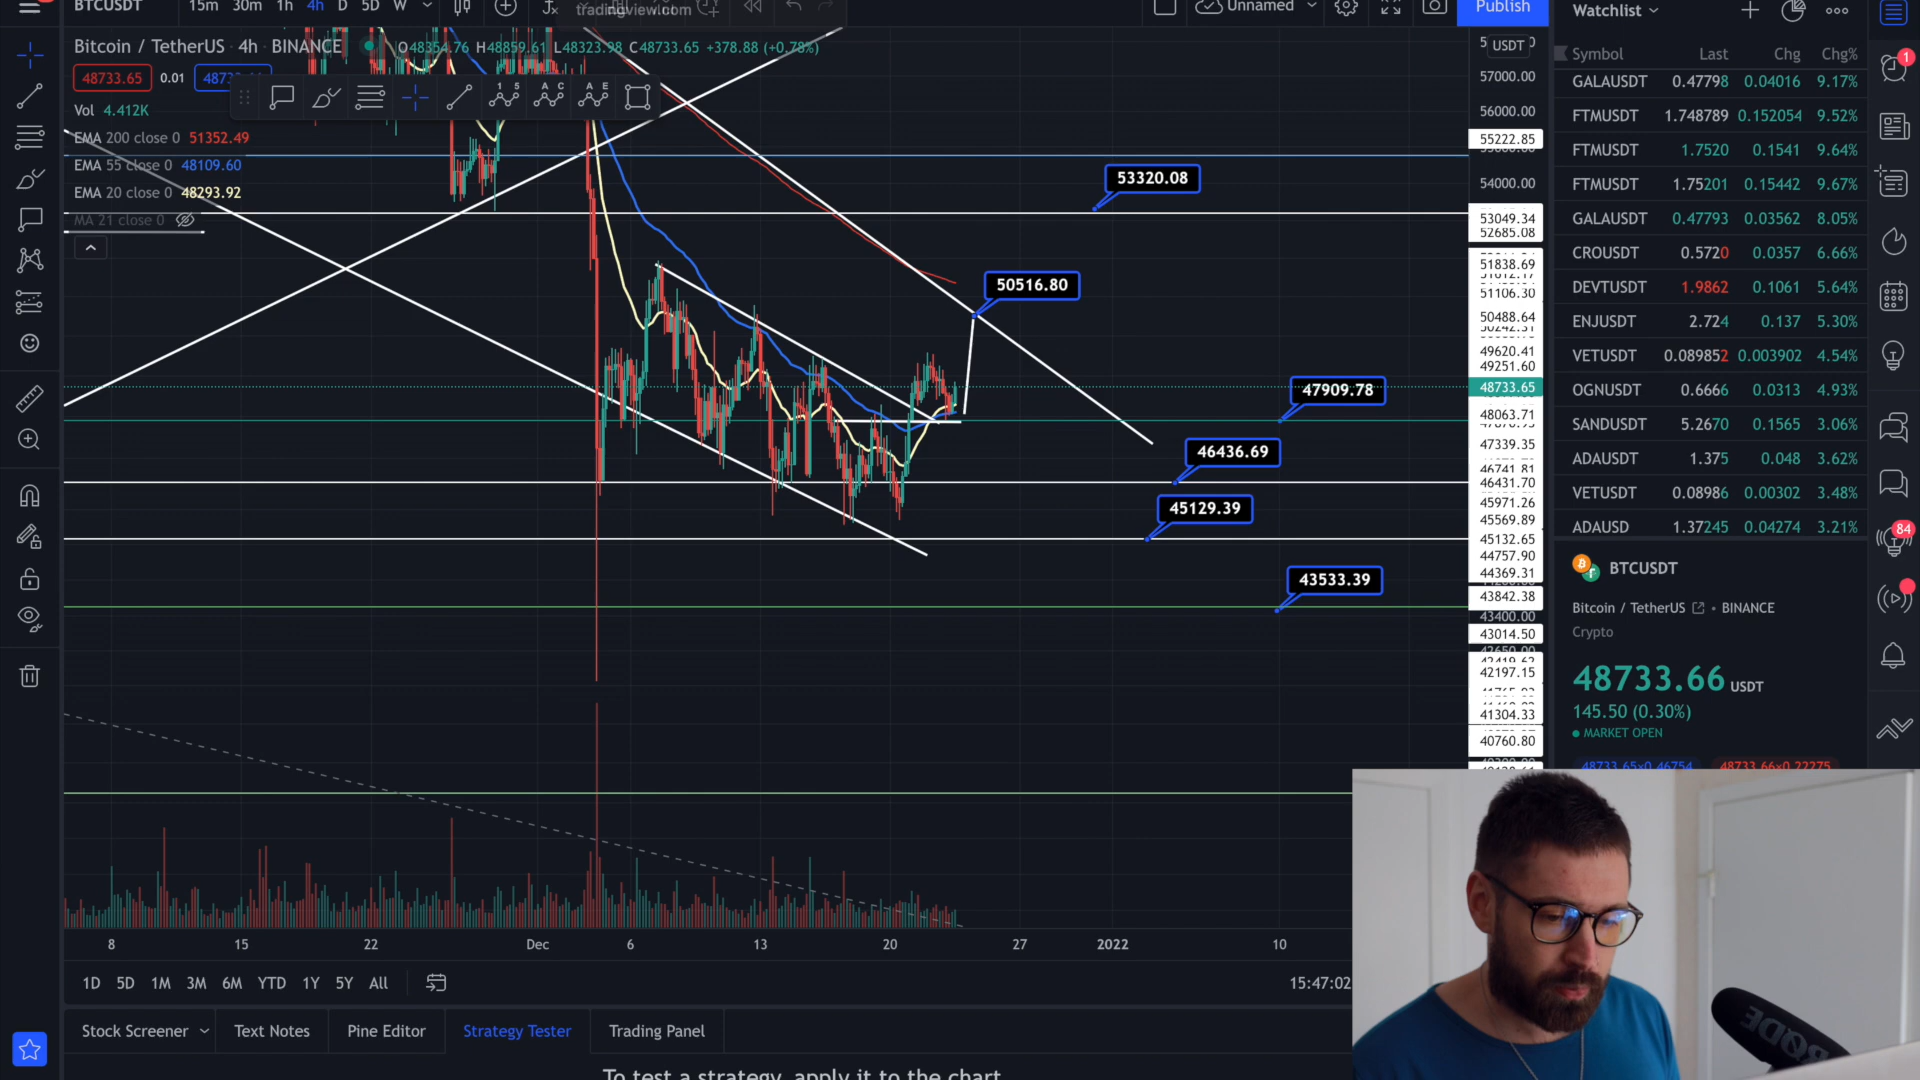 BTCUSDT 15m 30m 1h 4h D 5D W tradingview.com Unnamed Publish
Bitcoin / TetherUS · 4h · BINANCE O48354.76 H48859.61 L48323.98 C48733.65 +378.88 (+0.78%)
48733.65 0.01
Vol 4.412K
EMA 200 close 0 51352.49
EMA 55 close 0 48109.60
EMA 20 close 0 48293.92
MA 21 close 0
53320.08
50516.80
47909.78
46436.69
45129.39
43533.39
USDT
57000.00
56000.00
55222.85
54000.00
53049.34
52685.08
51838.69
51106.30
50488.64
49620.41
49251.60
48733.65
48063.71
47339.35
46741.81
46431.70
45971.26
45569.89
45132.65
44757.90
44369.31
43842.38
43400.00
43014.50
42197.15
41304.33
40760.80
8 15 22 Dec 6 13 20 27 2022 10
1D 5D 1M 3M 6M YTD 1Y 5Y All 15:47:02
Stock Screener Text Notes Pine Editor Strategy Tester Trading Panel
To test a strategy, apply it to the chart
Watchlist
Symbol Last Chg Chg%
GALAUSDT 0.47798 0.04016 9.17%
FTMUSDT 1.748789 0.152054 9.52%
FTMUSDT 1.7520 0.1541 9.64%
FTMUSDT 1.75201 0.15442 9.67%
GALAUSDT 0.47793 0.03562 8.05%
CROUSDT 0.5720 0.0357 6.66%
DEVTUSDT 1.9862 0.1061 5.64%
ENJUSDT 2.724 0.137 5.30%
VETUSDT 0.089852 0.003902 4.54%
OGNUSDT 0.6666 0.0313 4.93%
SANDUSDT 5.2670 0.1565 3.06%
ADAUSDT 1.375 0.048 3.62%
VETUSDT 0.08986 0.00302 3.48%
ADAUSD 1.37245 0.04274 3.21%
BTCUSDT
Bitcoin / TetherUS • BINANCE
Crypto
48733.66 USDT
145.50 (0.30%)
MARKET OPEN
48733.65×0.46754 48733.66×0.22275
1
84
RØDE